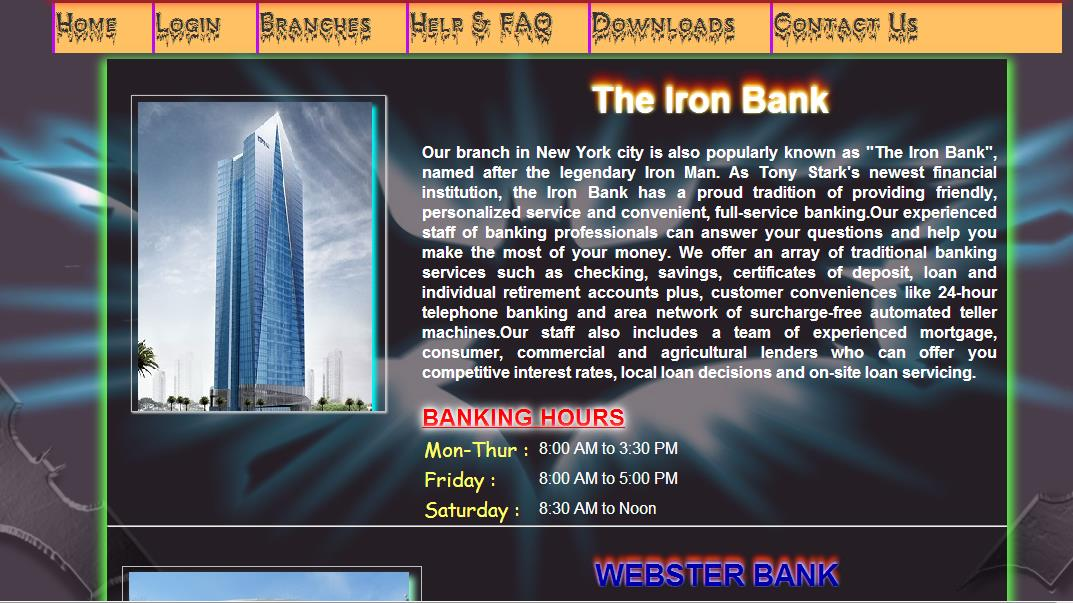 Home Login Branches Help & FAQ Downloads Contact Us
The Iron Bank
Our branch in New York city is also popularly known as "The Iron Bank",
named after the legendary Iron Man. As Tony Stark's newest financial
institution, the Iron Bank has a proud tradition of providing friendly,
personalized service and convenient, full-service banking.Our experienced
staff of banking professionals can answer your questions and help you
make the most of your money. We offer an array of traditional banking
services such as checking, savings, certificates of deposit, loan and
individual retirement accounts plus, customer conveniences like 24-hour
telephone banking and area network of surcharge-free automated teller
machines.Our staff also includes a team of experienced mortgage,
consumer, commercial and agricultural lenders who can offer you
competitive interest rates, local loan decisions and on-site loan servicing.
BANKING HOURS
Mon-Thur : 8:00 AM to 3:30 PM
Friday : 8:00 AM to 5:00 PM
Saturday : 8:30 AM to Noon
WEBSTER BANK